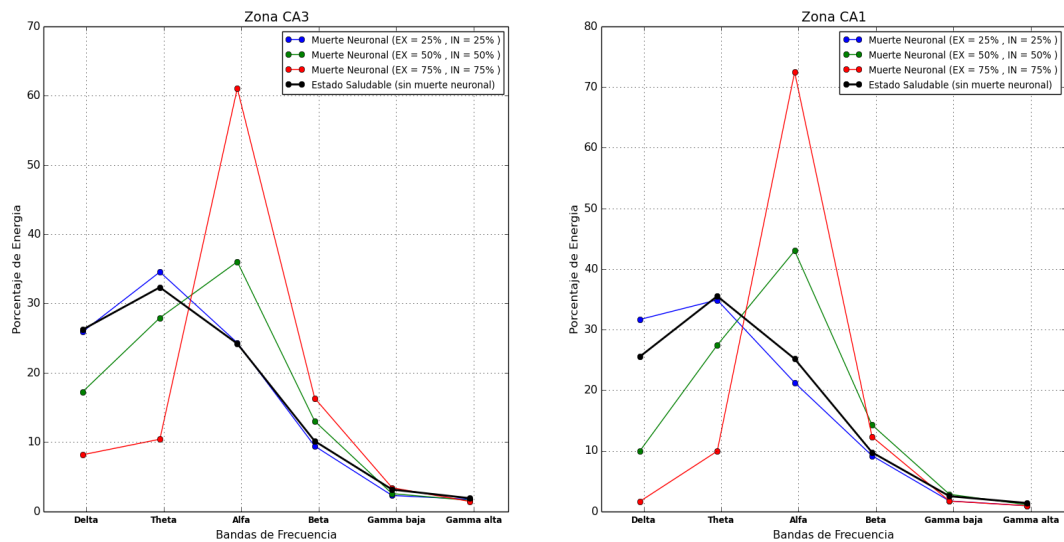 Zona CA3
70
60
50
40
30
20
10
0
Porcentaje de Energia
Muerte Neuronal (EX = 25% , IN = 25% )
Muerte Neuronal (EX = 50% , IN = 50% )
Muerte Neuronal (EX = 75% , IN = 75% )
Estado Saludable (sin muerte neuronal)
Delta Theta Alfa Beta Gamma baja Gamma alta
Bandas de Frecuencia
Zona CA1
80
70
60
50
40
30
20
10
0
Porcentaje de Energia
Muerte Neuronal (EX = 25% , IN = 25% )
Muerte Neuronal (EX = 50% , IN = 50% )
Muerte Neuronal (EX = 75% , IN = 75% )
Estado Saludable (sin muerte neuronal)
Delta Theta Alfa Beta Gamma baja Gamma alta
Bandas de Frecuencia